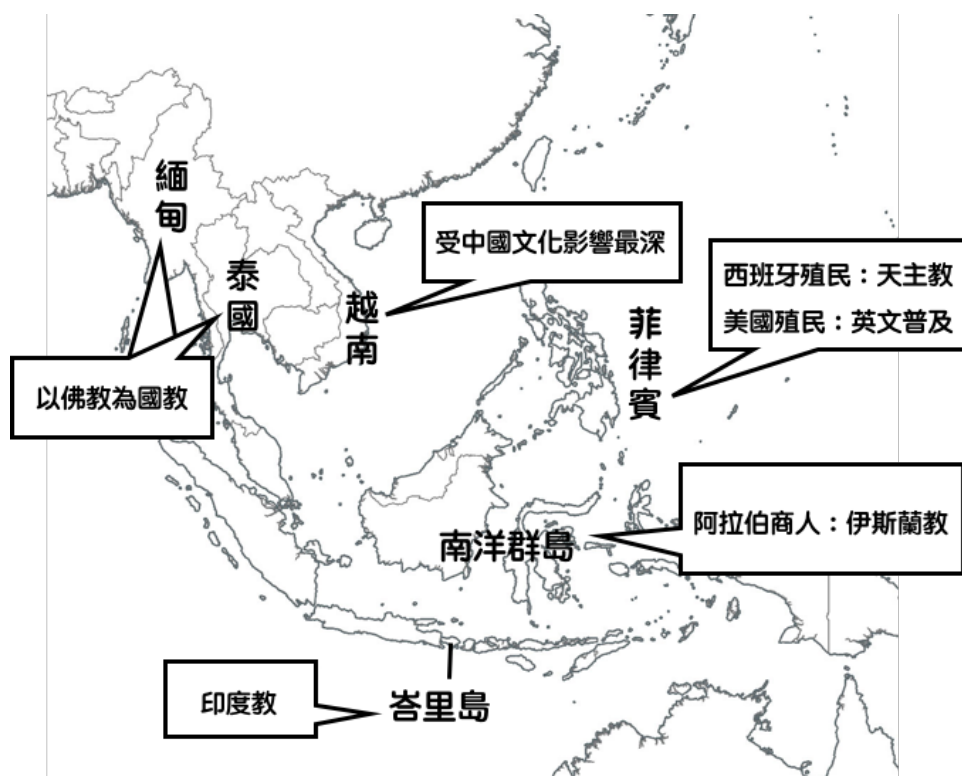 緬甸
泰國
越南
受中國文化影響最深
菲律賓
西班牙殖民：天主教
美國殖民：英文普及
以佛教為國教
南洋群島
阿拉伯商人：伊斯蘭教
印度教
峇里島